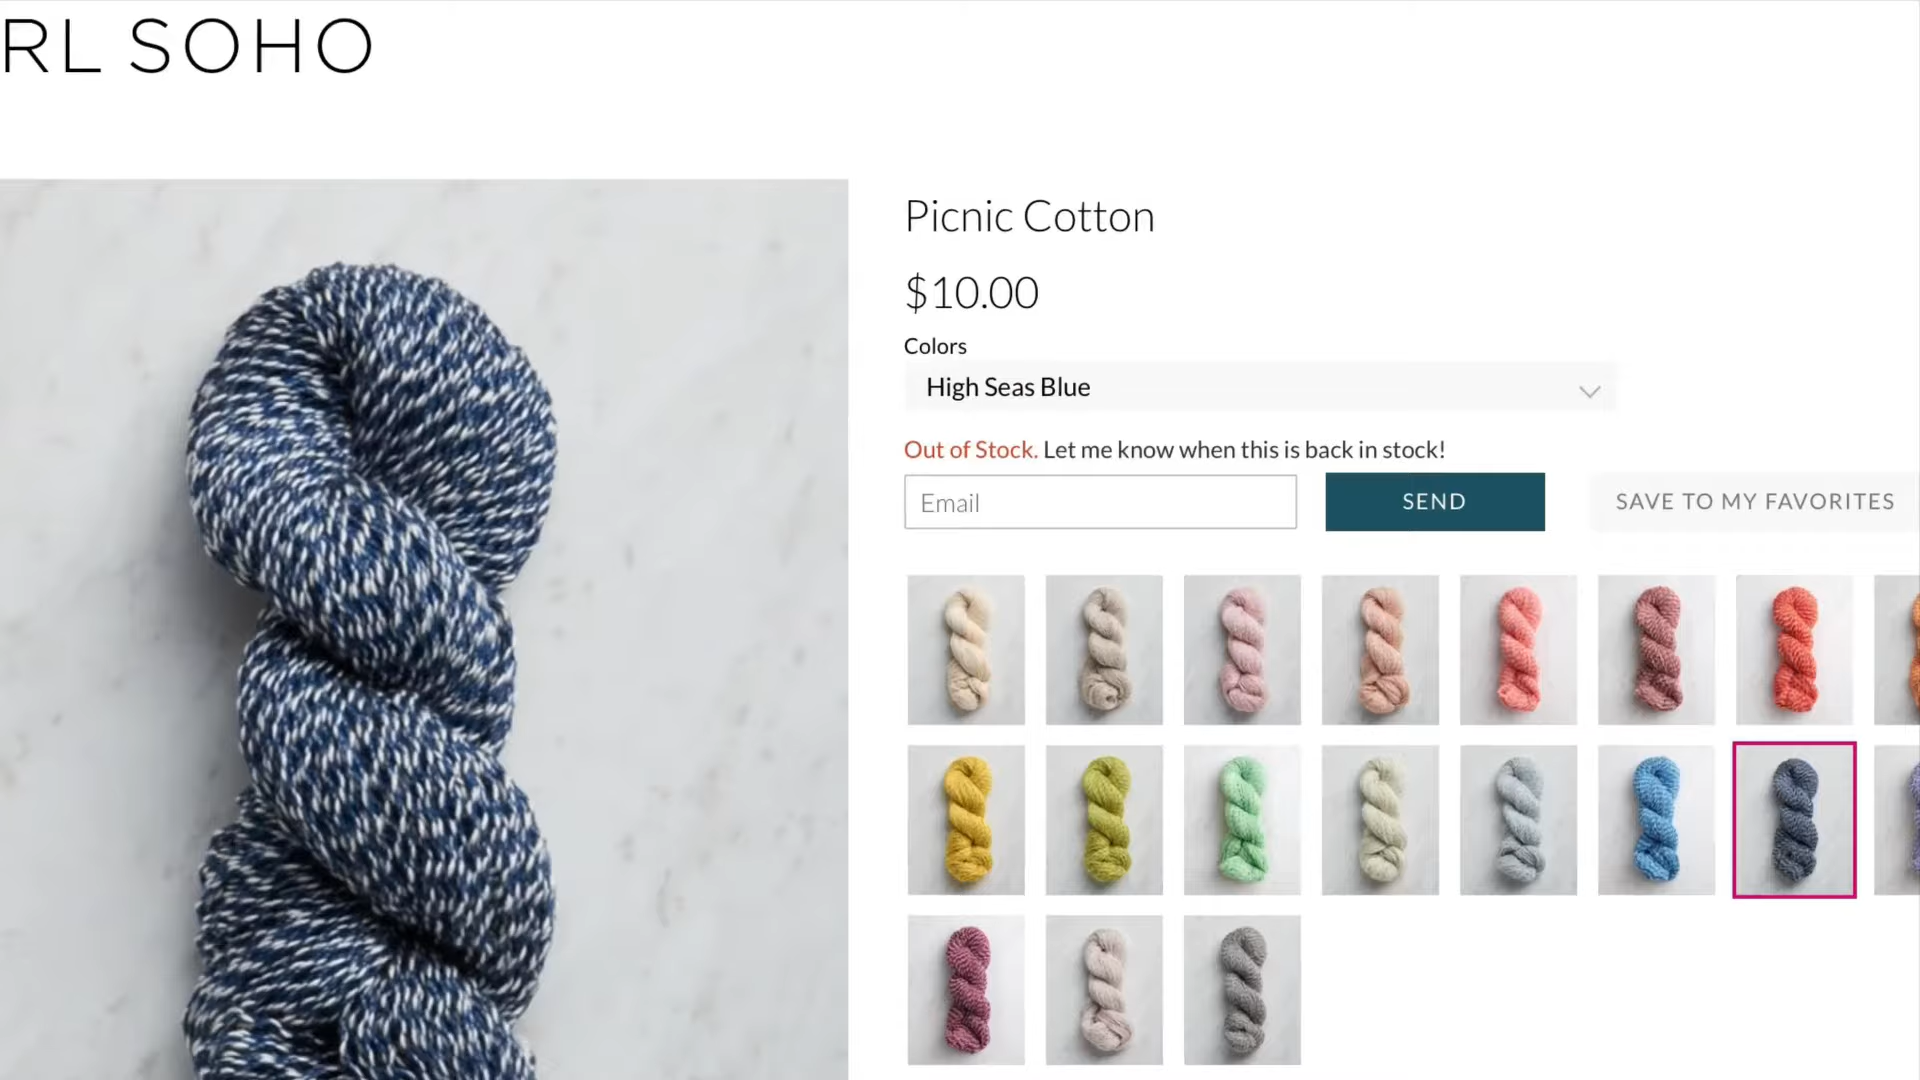 RL SOHO
Picnic Cotton
$10.00
Colors
High Seas Blue
Out of Stock. Let me know when this is back in stock!
Email
SEND
SAVE TO MY FAVORITES